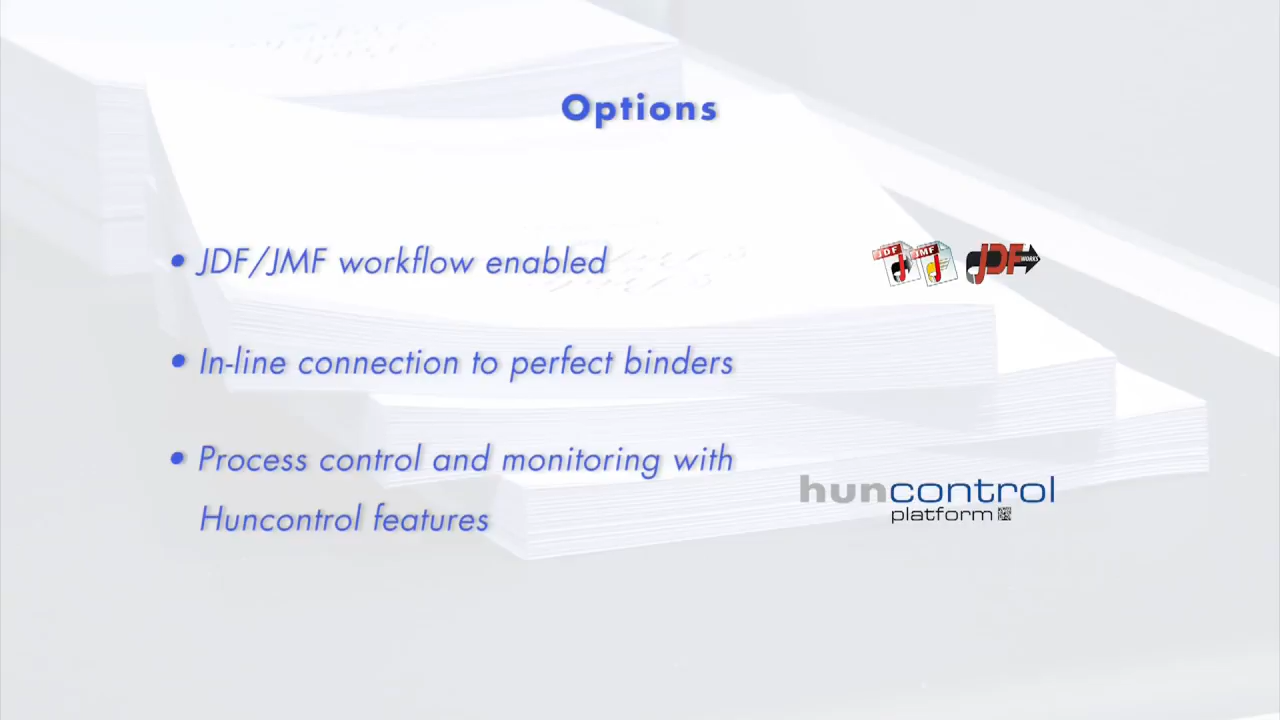 Options
• JDF/JMF workflow enabled
JDF JMF JDF WORKS
• In-line connection to perfect binders
• Process control and monitoring with
Huncontrol features
huncontrol
platform